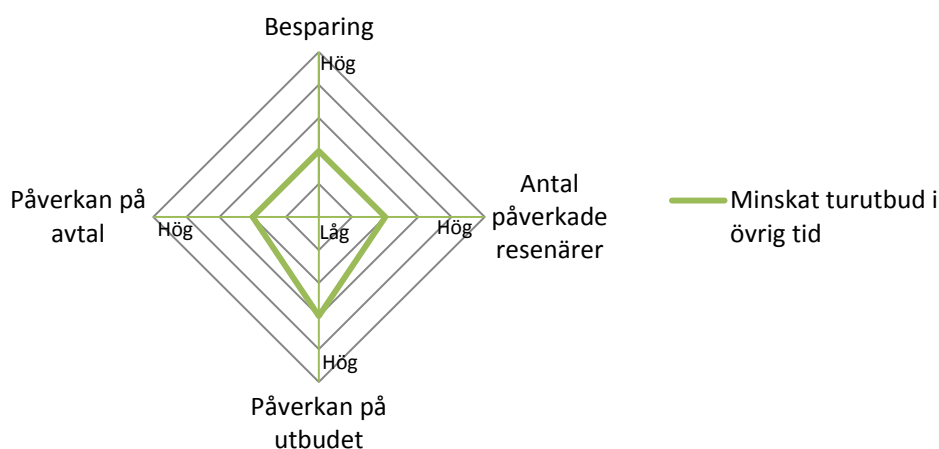 Besparing
Hög
Påverkan på
avtal
Hög
Låg
Hög
Antal
påverkade
resenärer
Hög
Påverkan på
utbudet
Minskat turutbud i
övrig tid